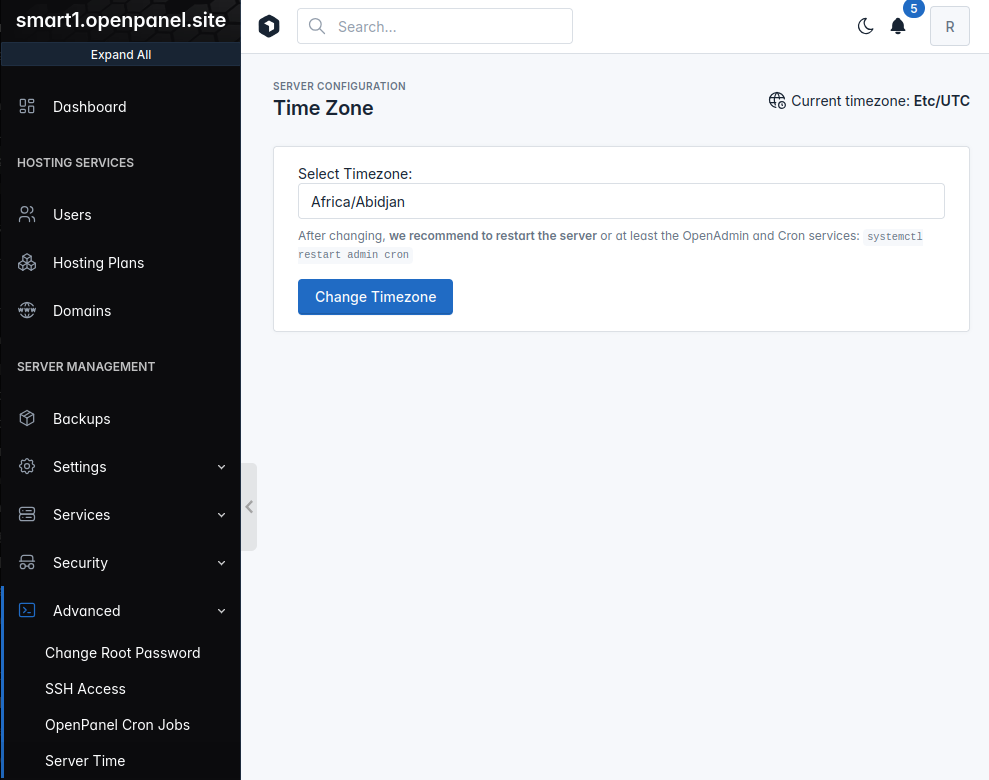 smart1.openpanel.site
Expand All
Dashboard
HOSTING SERVICES
Users
Hosting Plans
Domains
SERVER MANAGEMENT
Backups
Settings
Services
Security
Advanced
Change Root Password
SSH Access
OpenPanel Cron Jobs
Server Time
Search...
5
R
SERVER CONFIGURATION
Time Zone
Current timezone: Etc/UTC
Select Timezone:
Africa/Abidjan
After changing, we recommend to restart the server or at least the OpenAdmin and Cron services: systemctl
restart admin cron
Change Timezone